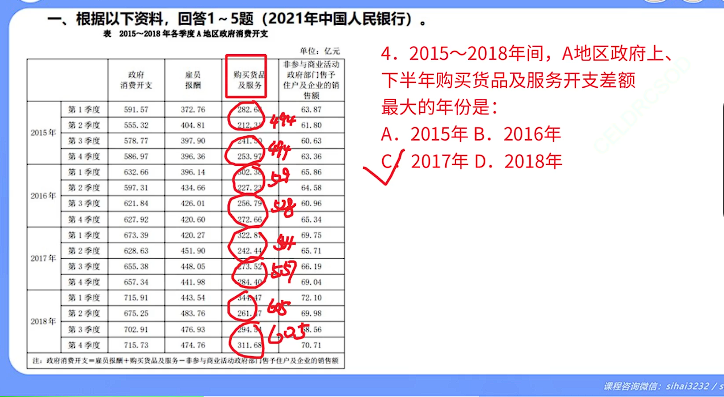 一、根据以下资料，回答1～5题（2021年中国人民银行）。
表 2015～2018年各季度A地区政府消费开支
单位：亿元
政府消费开支 雇员报酬 购买货品及服务 非参与商业活动政府部门售予住户及企业的销售额
2015年 第1季度 591.57 372.76 282.6 63.87
第2季度 555.32 404.81 212.3 61.80
494
第3季度 578.77 397.90 241.50 60.63
第4季度 586.97 396.36 253.97 63.36
494
2016年 第1季度 632.66 396.14 302.38 65.86
第2季度 597.31 434.66 227.23 64.58
529
第3季度 621.84 426.01 256.79 60.96
第4季度 627.92 420.60 272.66 65.34
528
2017年 第1季度 673.39 420.27 322.87 69.75
第2季度 628.63 451.90 242.44 65.71
第3季度 655.38 448.05 273.52 66.19
第4季度 657.34 441.98 284.40 69.04
557
2018年 第1季度 715.91 443.54 344.47 72.10
第2季度 675.25 483.76 69.98
605
第3季度 702.91 476.93 294.54 68.56
第4季度 715.73 474.76 311.68 70.71
注：政府消费开支＝雇员报酬＋购买货品及服务－非参与商业活动政府部门售予住户及企业的销售额
4．2015～2018年间，A地区政府上、
下半年购买货品及服务开支差额
最大的年份是：
A．2015年 B．2016年
C．2017年 D．2018年
课程咨询微信：sihai3232 / s